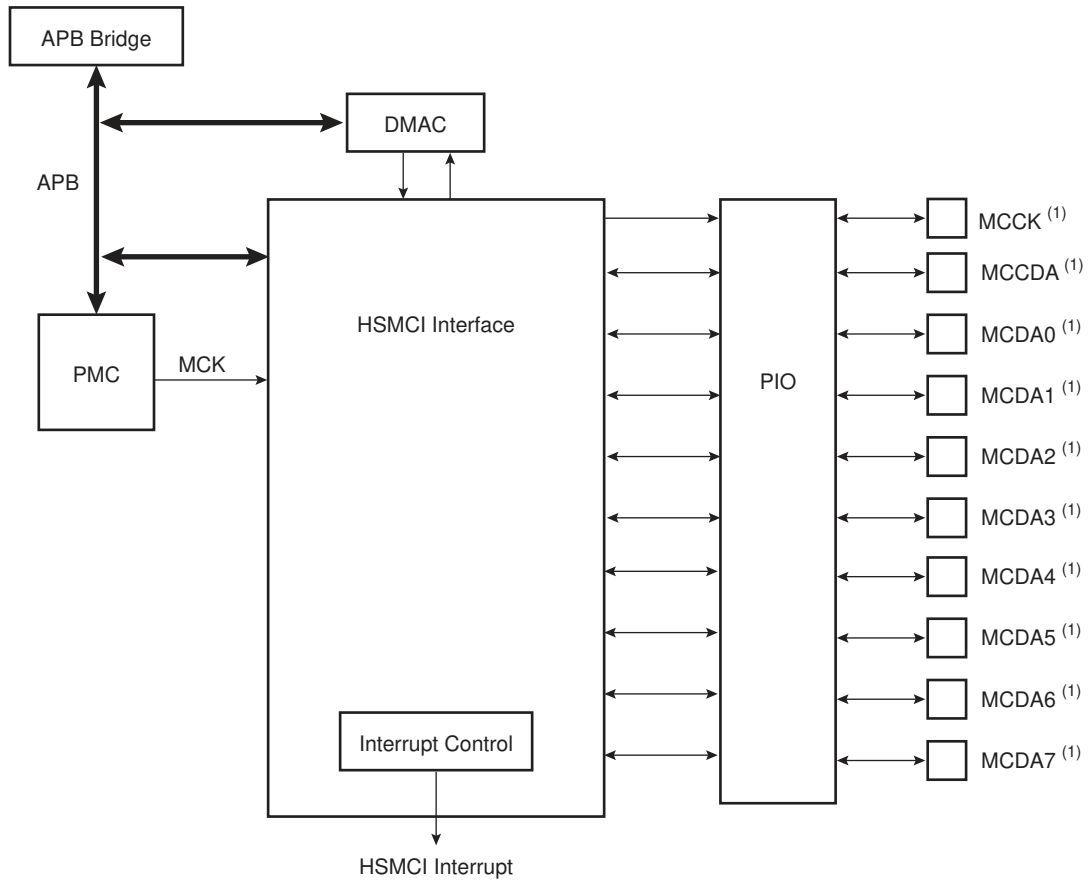 APB Bridge
DMAC
APB
MCCK (1)
MCCDA (1)
HSMCI Interface
MCDA0 (1)
PMC
MCK
PIO
MCDA1 (1)
MCDA2 (1)
MCDA3 (1)
MCDA4 (1)
MCDA5 (1)
MCDA6 (1)
Interrupt Control
MCDA7 (1)
HSMCI Interrupt